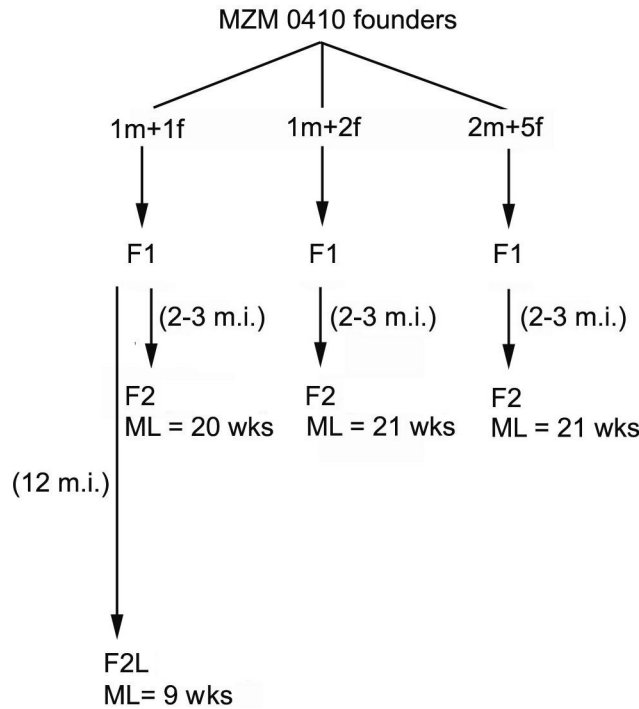 MZM 0410 founders
1m+1f 1m+2f 2m+5f
F1 F1 F1
(2-3 m.i.) (2-3 m.i.) (2-3 m.i.)
F2 F2 F2
ML = 20 wks ML = 21 wks ML = 21 wks
(12 m.i.)
F2L
ML= 9 wks